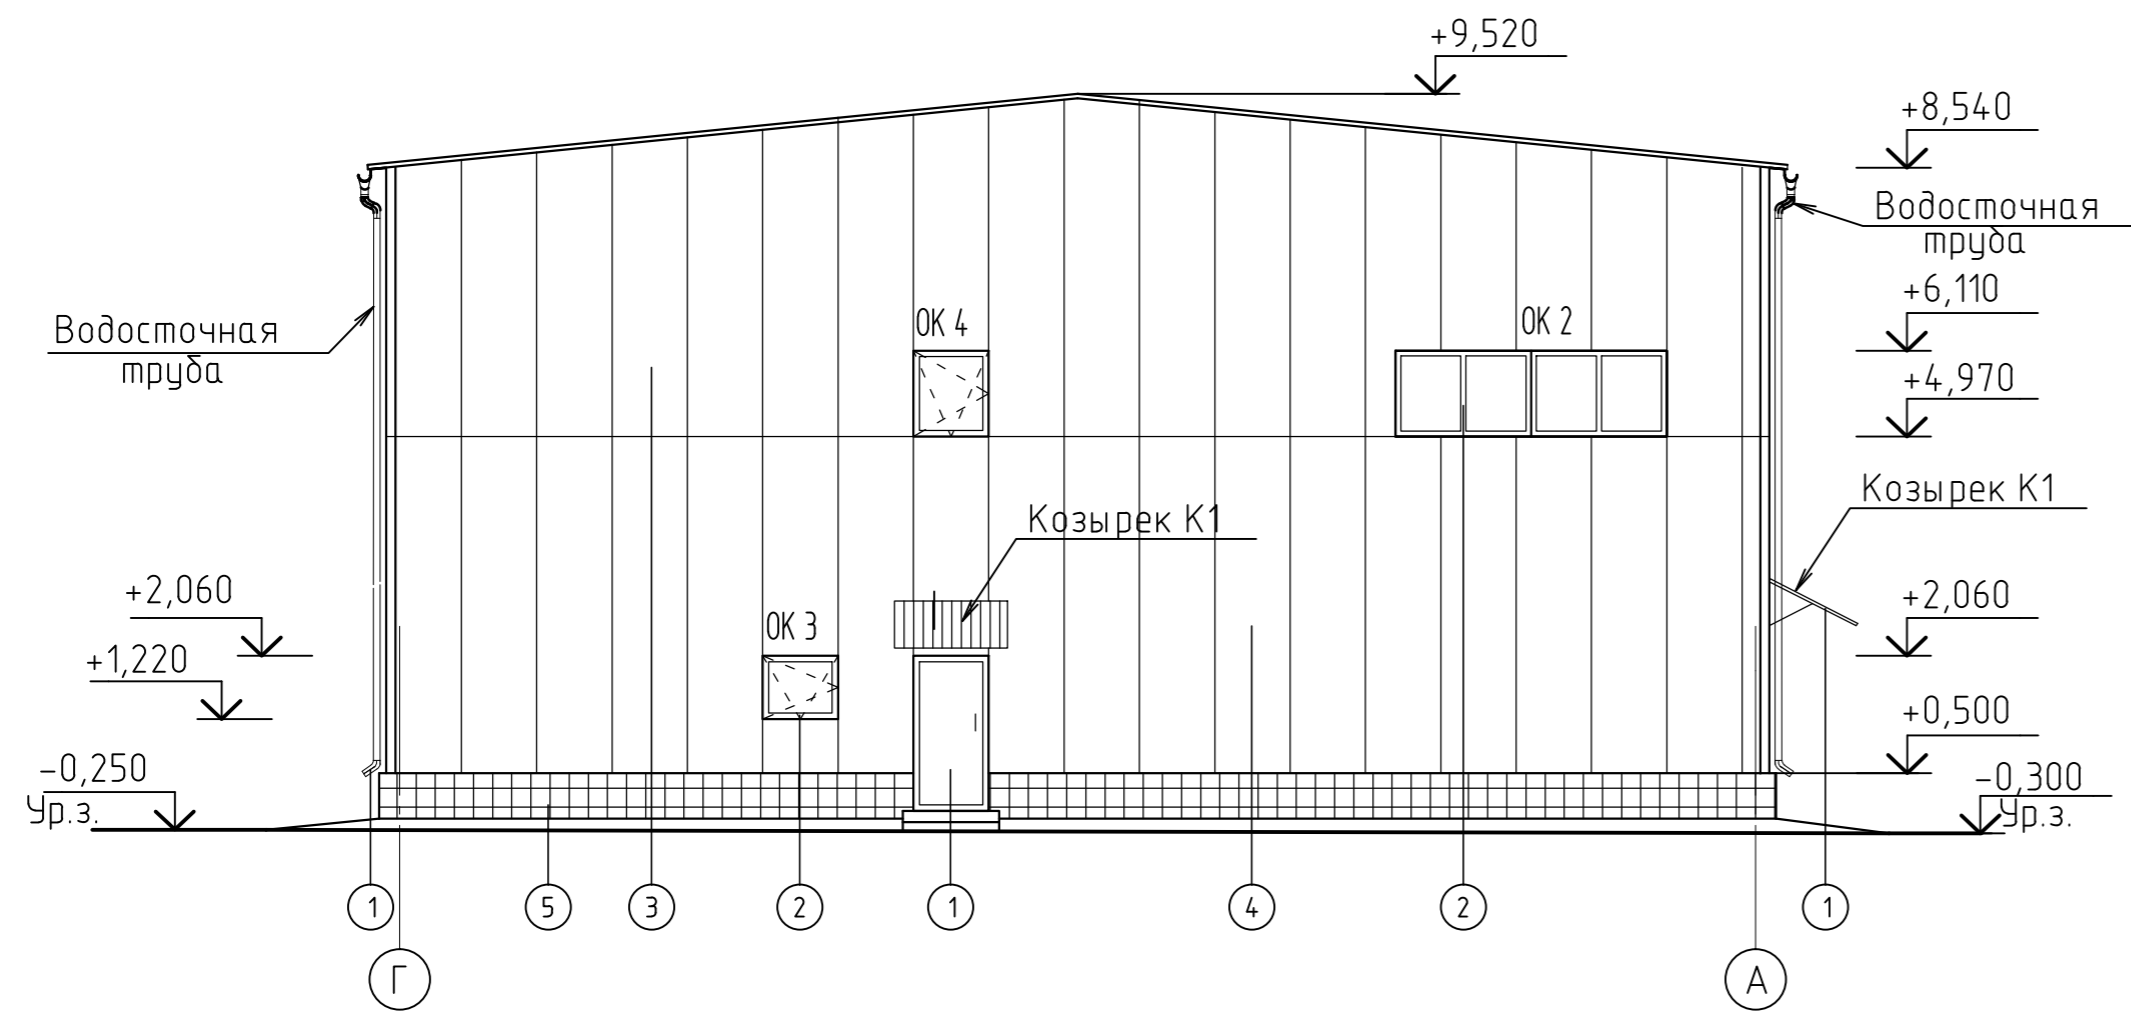 +9,520
+8,540
Водосточная
труба
+6,110
ОК 4
ОК 2
Водосточная
труба
+4,970
Козырек К1
Козырек К1
+2,060
+2,060
ОК 3
+1,220
+0,500
-0,250
Ур.з.
-0,300
Ур.з.
1
5
3
2
1
4
2
1
Г
А